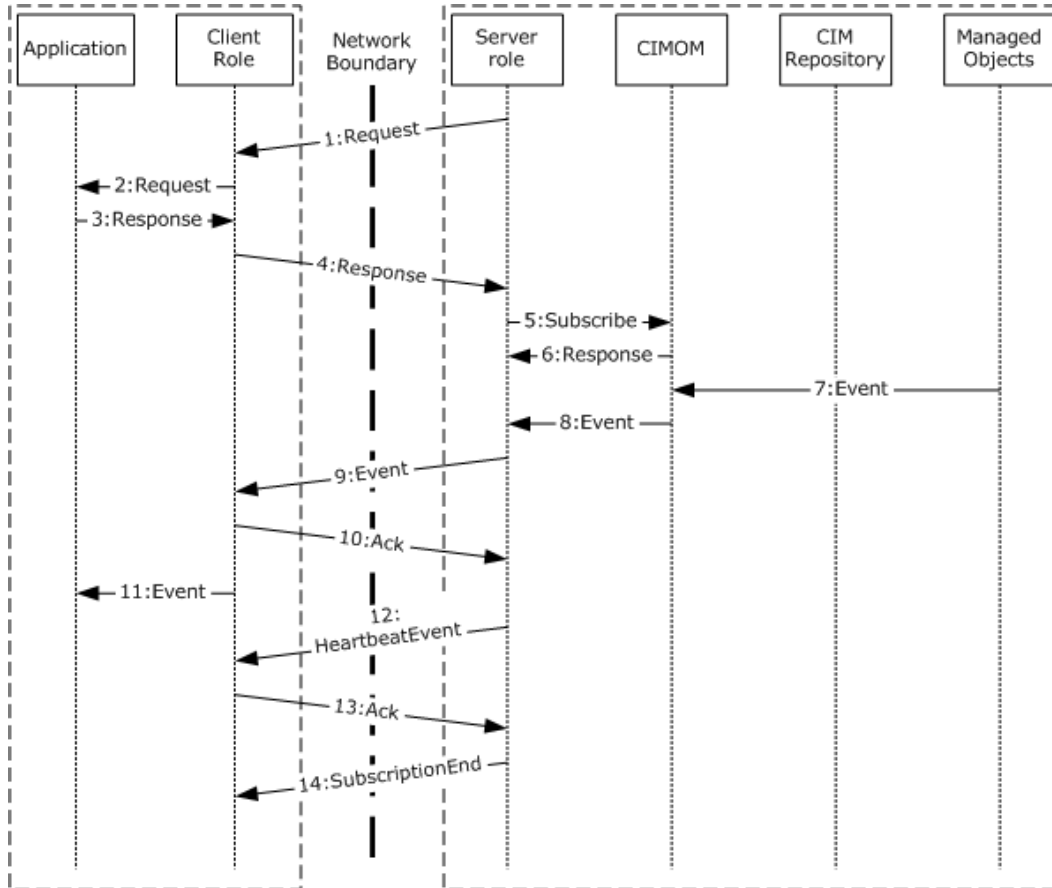 Application
Client
Role
Network
Boundary
Server
role
CIMOM
CIM
Repository
Managed
Objects
1:Request
2:Request
3:Response
4:Response
5:Subscribe
6:Response
7:Event
8:Event
9:Event
10:Ack
11:Event
12:
HeartbeatEvent
13:Ack
14:SubscriptionEnd